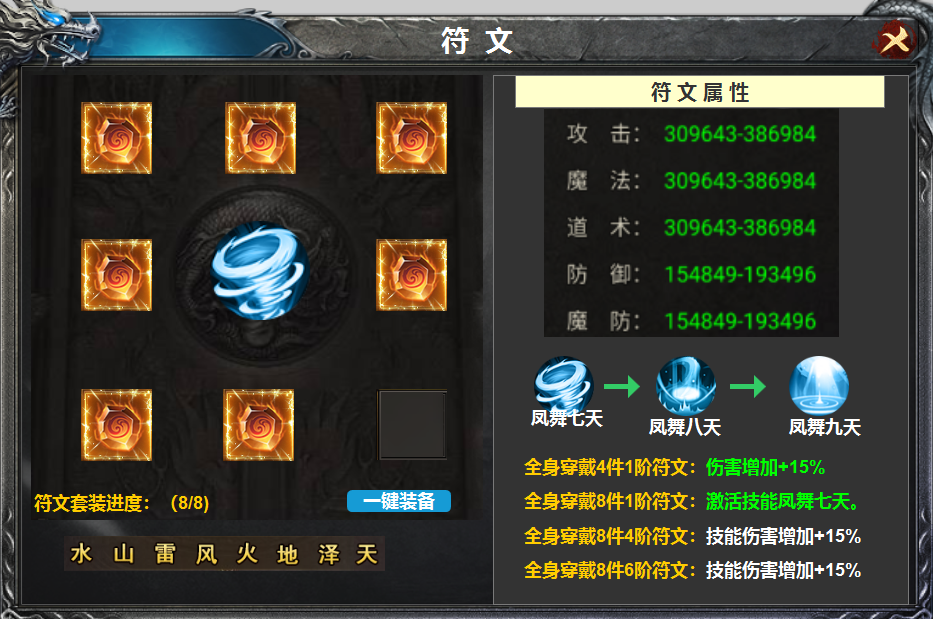 符 文
符文属性
攻 击： 309643-386984
魔 法： 309643-386984
道 术： 309643-386984
防 御： 154849-193496
魔 防： 154849-193496
凤舞七天
凤舞八天
凤舞九天
全身穿戴4件1阶符文：伤害增加+15%
全身穿戴8件1阶符文：激活技能凤舞七天。
全身穿戴8件4阶符文：技能伤害增加+15%
全身穿戴8件6阶符文：技能伤害增加+15%
符文套装进度：（8/8)
一键装备
水 山 雷 风 火 地 泽 天